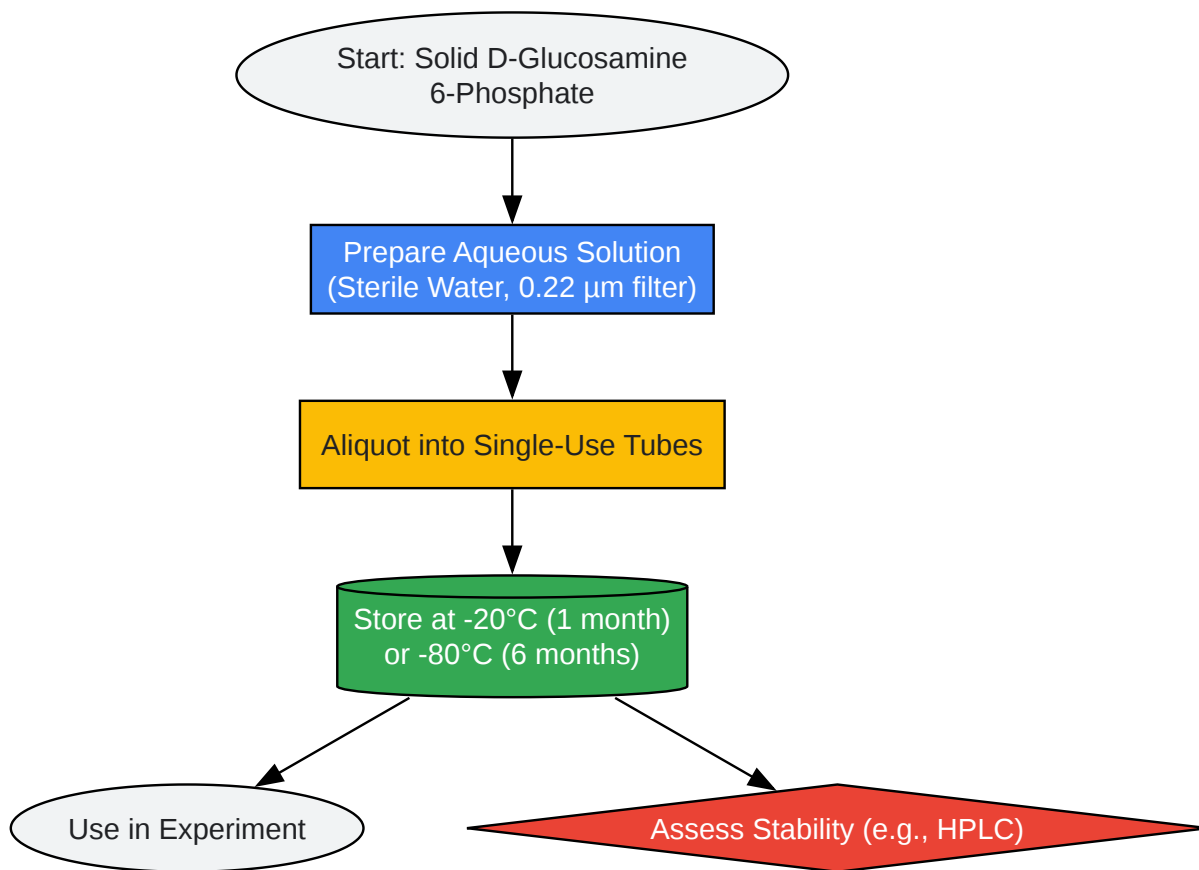 Start: Solid D-Glucosamine
6-Phosphate
Prepare Aqueous Solution
(Sterile Water, 0.22 µm filter)
Aliquot into Single-Use Tubes
Store at -20°C (1 month)
or -80°C (6 months)
Use in Experiment
Assess Stability (e.g., HPLC)